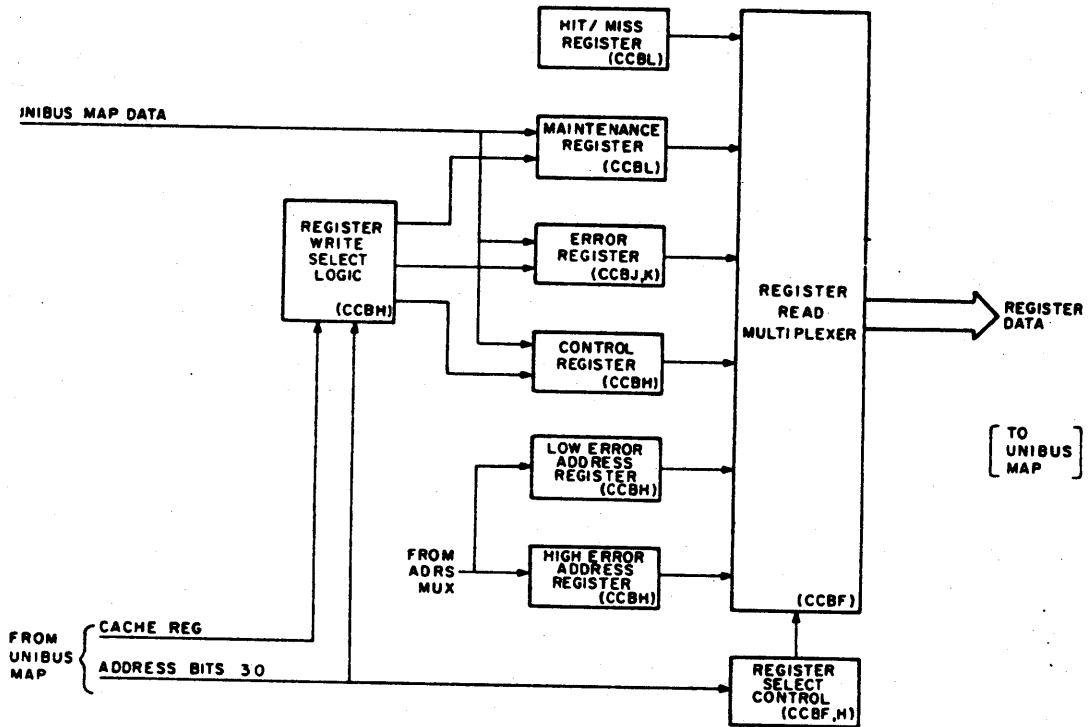 HIT/ MISS
REGISTER
(CCBL)
UNIBUS MAP DATA
MAINTENANCE
REGISTER
(CCBL)
REGISTER
WRITE
SELECT
LOGIC
(CCBH)
ERROR
REGISTER
(CCBJ,K)
REGISTER
READ
MULTIPLEXER
(CCBF)
REGISTER
DATA
CONTROL
REGISTER
(CCBH)
TO
UNIBUS
MAP
LOW ERROR
ADDRESS
REGISTER
(CCBH)
FROM
ADRS
MUX
HIGH ERROR
ADDRESS
REGISTER
(CCBH)
FROM
UNIBUS
MAP
CACHE REG
ADDRESS BITS 30
REGISTER
SELECT
CONTROL
(CCBF,H)